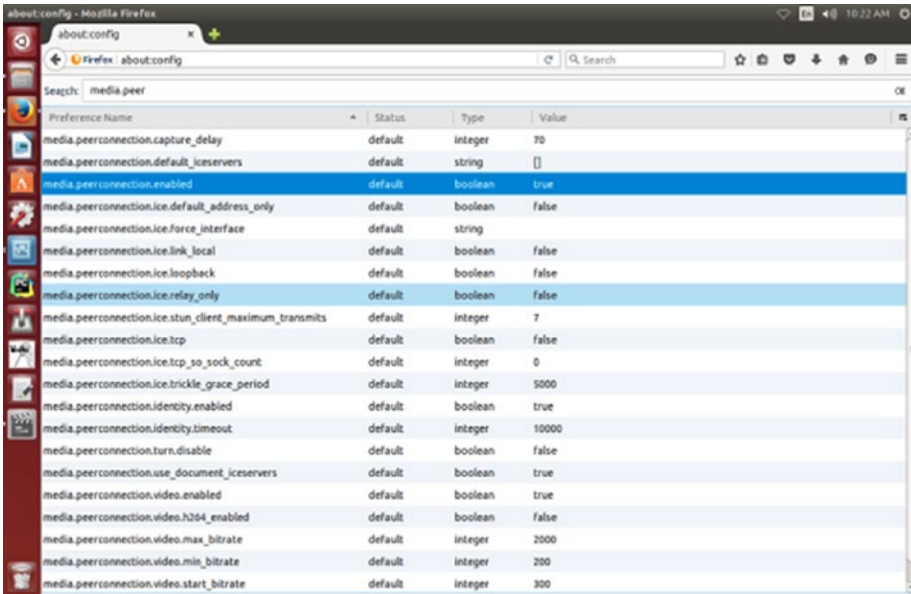 about:config - Mozilla Firefox
En
10:22 AM
about:config
Firefox about:config
Search
Search: media.peer
Preference Name Status Type Value
media.peerconnection.capture_delay default integer 70
media.peerconnection.default_iceservers default string []
media.peerconnection.enabled default boolean true
media.peerconnection.ice.default_address_only default boolean false
media.peerconnection.ice.force_interface default string
media.peerconnection.ice.link_local default boolean false
media.peerconnection.ice.loopback default boolean false
media.peerconnection.ice.relay_only default boolean false
media.peerconnection.ice.stun_client_maximum_transmits default integer 7
media.peerconnection.ice.tcp default boolean false
media.peerconnection.ice.tcp_so_sock_count default integer 0
media.peerconnection.ice.trickle_grace_period default integer 5000
media.peerconnection.identity.enabled default boolean true
media.peerconnection.identity.timeout default integer 10000
media.peerconnection.turn.disable default boolean false
media.peerconnection.use_document_iceservers default boolean true
media.peerconnection.video.enabled default boolean true
media.peerconnection.video.h264_enabled default boolean false
media.peerconnection.video.max_bitrate default integer 2000
media.peerconnection.video.min_bitrate default integer 200
media.peerconnection.video.start_bitrate default integer 300